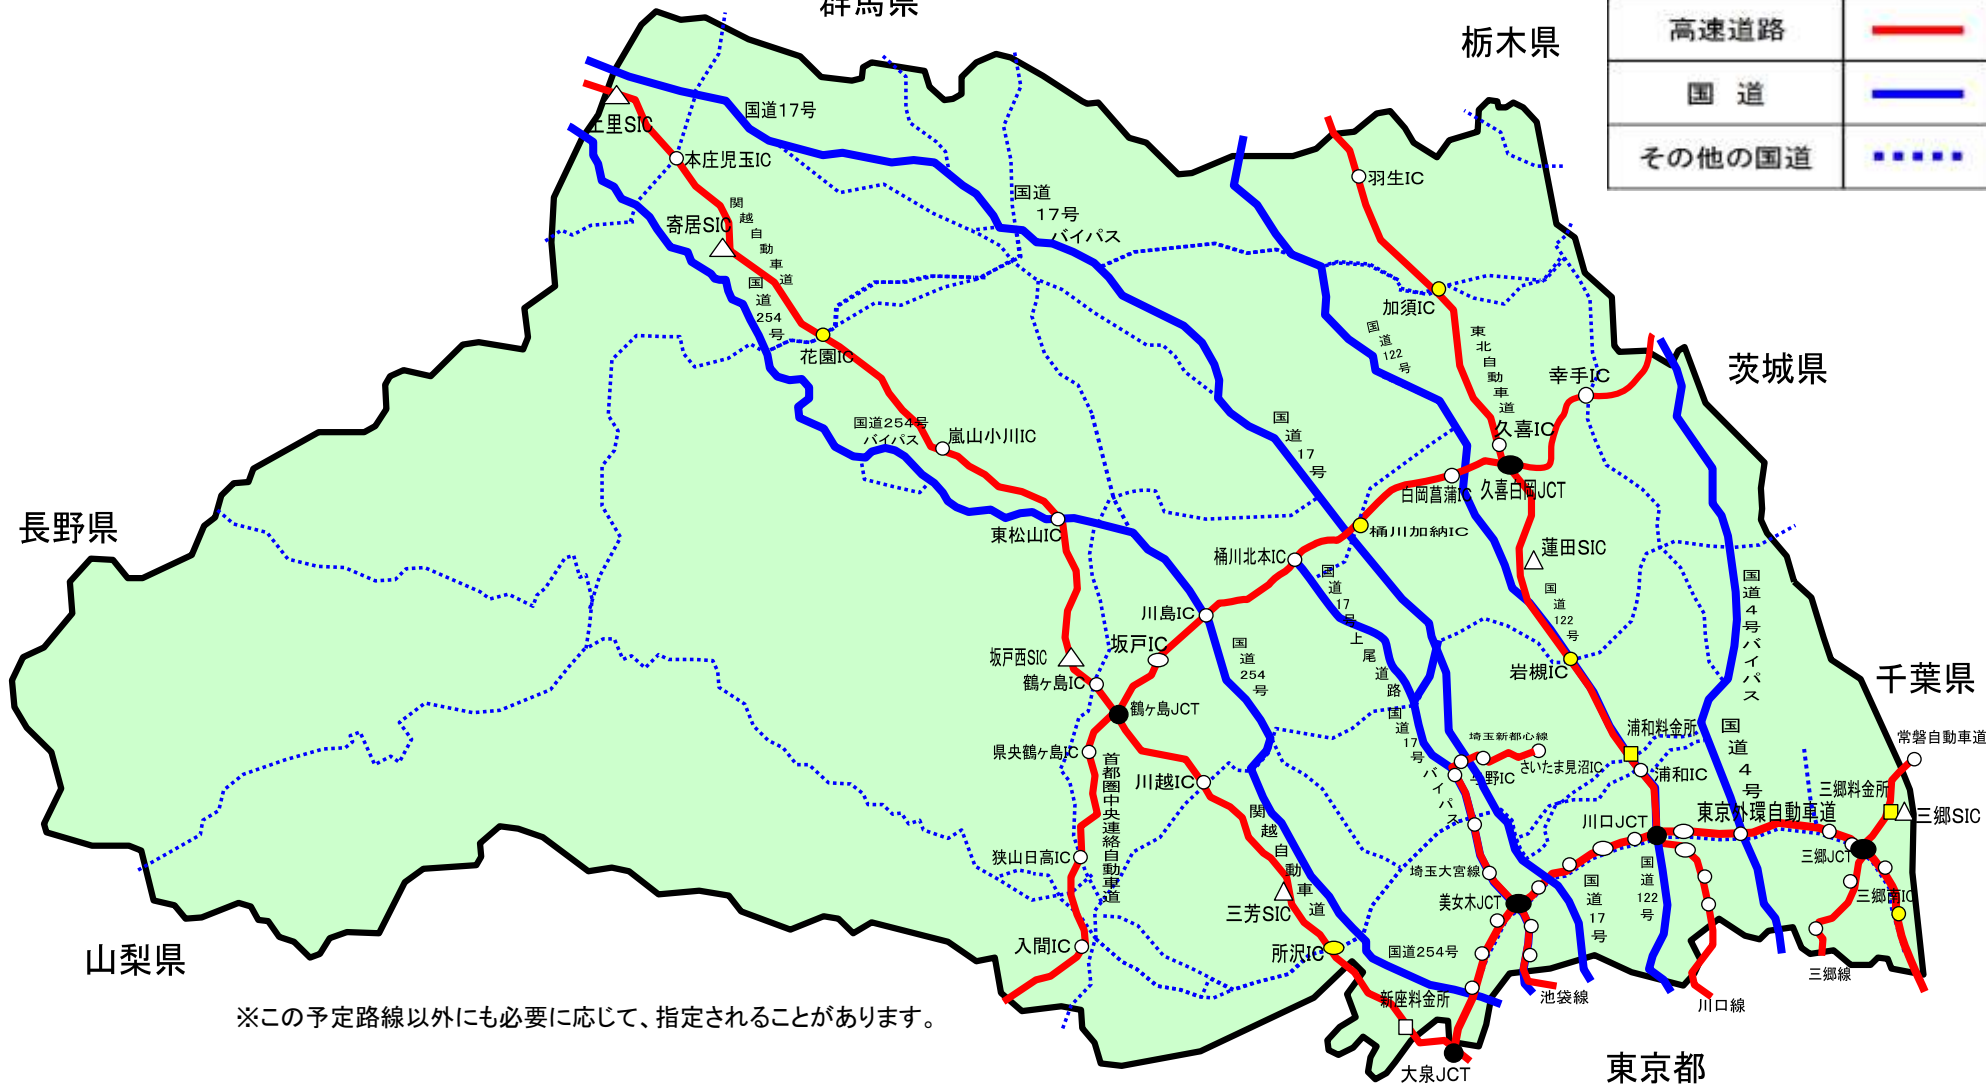 群馬県
栃木県
高速道路
国 道
その他の国道
上里SIC
国道17号
本庄児玉IC
寄居SIC
関越自動車道
国道254号
国道
17号
バイパス
羽生IC
加須IC
国道122号
東北自動車道
幸手IC
茨城県
花園IC
国道254号
バイパス
嵐山小川IC
国道17号
久喜IC
白岡菖蒲IC
久喜白岡JCT
長野県
東松山IC
桶川加納IC
桶川北本IC
蓮田SIC
国道17号上尾道路
国道122号
国道4号バイパス
川島IC
坂戸IC
坂戸西SIC
国道254号
岩槻IC
千葉県
鶴ヶ島IC
鶴ヶ島JCT
国道17号バイパス
浦和料金所
国道4号
常磐自動車道
県央鶴ヶ島IC
首都圏中央連絡自動車道
川越IC
埼玉新都心線
与野IC
さいたま見沼IC
浦和IC
三郷料金所
三郷SIC
東京外環自動車道
川口JCT
三郷JCT
関越自動車道
狭山日高IC
埼玉大宮線
美女木JCT
国道17号
国道122号
三郷南IC
三芳SIC
入間IC
所沢IC
国道254号
山梨県
三郷線
新座料金所
池袋線
川口線
※この予定路線以外にも必要に応じて、指定されることがあります。
大泉JCT
東京都